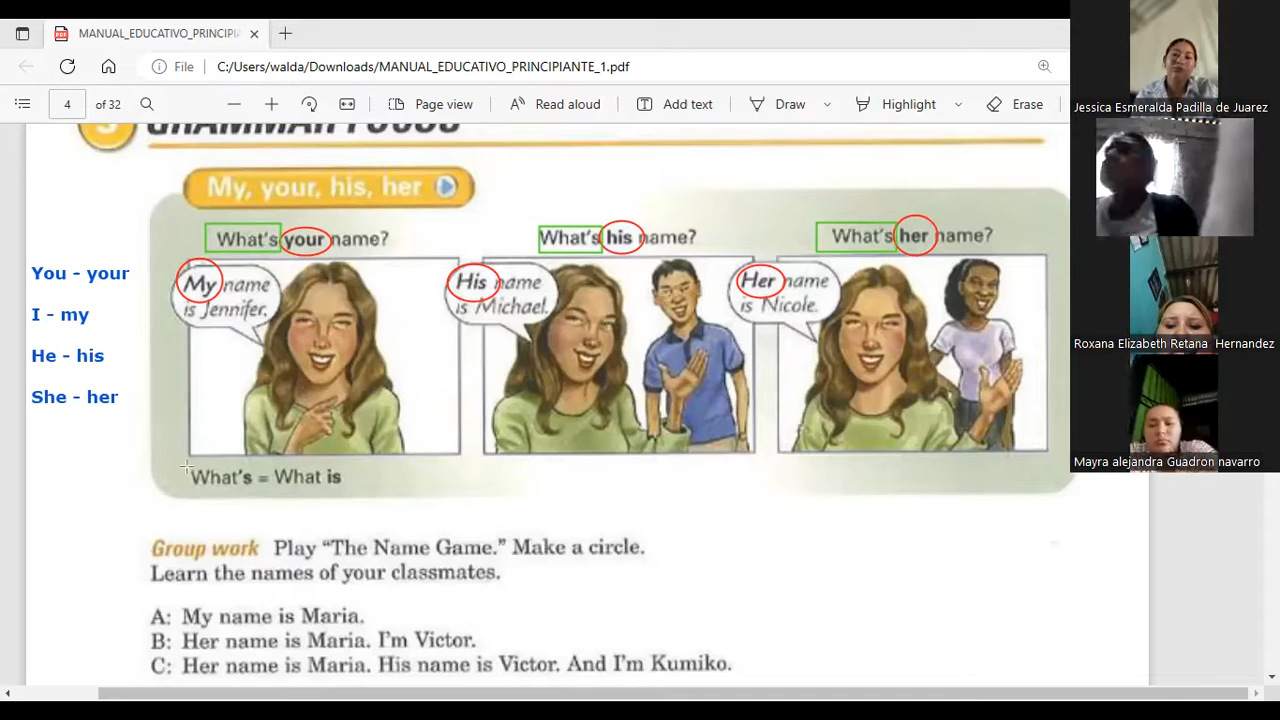 MANUAL_EDUCATIVO_PRINCIPIA
File C:/Users/walda/Downloads/MANUAL_EDUCATIVO_PRINCIPIANTE_1.pdf
4 of 32 Page view Read aloud Add text Draw Highlight Erase
3 GRAMMAR FOCUS
My, your, his, her
What's your name? What's his name? What's her name?
My name
is Jennifer.
His name
is Michael.
Her name
is Nicole.
You - your
I - my
He - his
She - her
What's = What is
Group work Play “The Name Game.” Make a circle.
Learn the names of your classmates.
A: My name is Maria.
B: Her name is Maria. I'm Victor.
C: Her name is Maria. His name is Victor. And I'm Kumiko.
Jessica Esmeralda Padilla de Juarez
Roxana Elizabeth Retana Hernandez
Mayra alejandra Guadron navarro